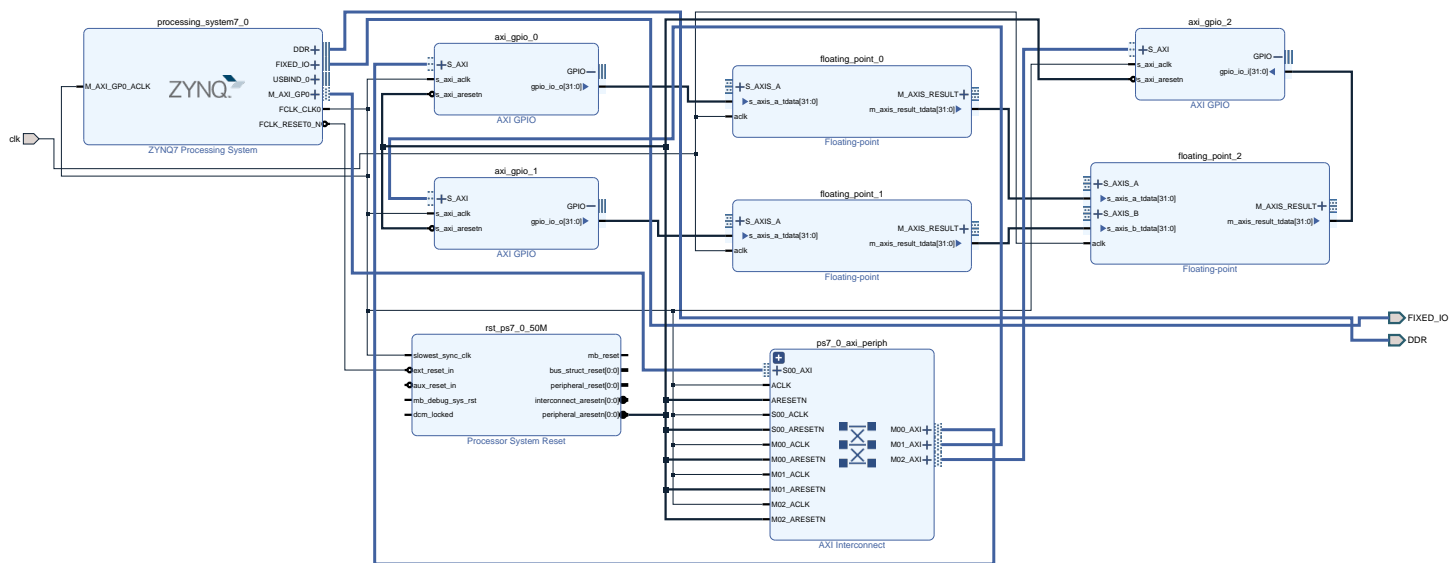 clk
processing_system7_0
DDR
FIXED_IO
USBIND_0
M_AXI_GP0
FCLK_CLK0
FCLK_RESET0_N
M_AXI_GP0_ACLK
ZYNQ
ZYNQ7 Processing System
axi_gpio_0
S_AXI
s_axi_aclk
s_axi_aresetn
GPIO
gpio_io_o[31:0]
AXI GPIO
axi_gpio_1
S_AXI
s_axi_aclk
s_axi_aresetn
GPIO
gpio_io_o[31:0]
AXI GPIO
floating_point_0
S_AXIS_A
s_axis_a_tdata[31:0]
aclk
M_AXIS_RESULT
m_axis_result_tdata[31:0]
Floating-point
floating_point_1
S_AXIS_A
s_axis_a_tdata[31:0]
aclk
M_AXIS_RESULT
m_axis_result_tdata[31:0]
Floating-point
axi_gpio_2
S_AXI
s_axi_aclk
s_axi_aresetn
GPIO
gpio_io_i[31:0]
AXI GPIO
floating_point_2
S_AXIS_A
s_axis_a_tdata[31:0]
S_AXIS_B
s_axis_b_tdata[31:0]
aclk
M_AXIS_RESULT
m_axis_result_tdata[31:0]
Floating-point
FIXED_IO
DDR
rst_ps7_0_50M
slowest_sync_clk
ext_reset_in
aux_reset_in
mb_debug_sys_rst
dcm_locked
mb_reset
bus_struct_reset[0:0]
peripheral_reset[0:0]
interconnect_aresetn[0:0]
peripheral_aresetn[0:0]
Processor System Reset
ps7_0_axi_periph
S00_AXI
ACLK
ARESETN
S00_ACLK
S00_ARESETN
M00_ACLK
M00_ARESETN
M01_ACLK
M01_ARESETN
M02_ACLK
M02_ARESETN
M00_AXI
M01_AXI
M02_AXI
AXI Interconnect